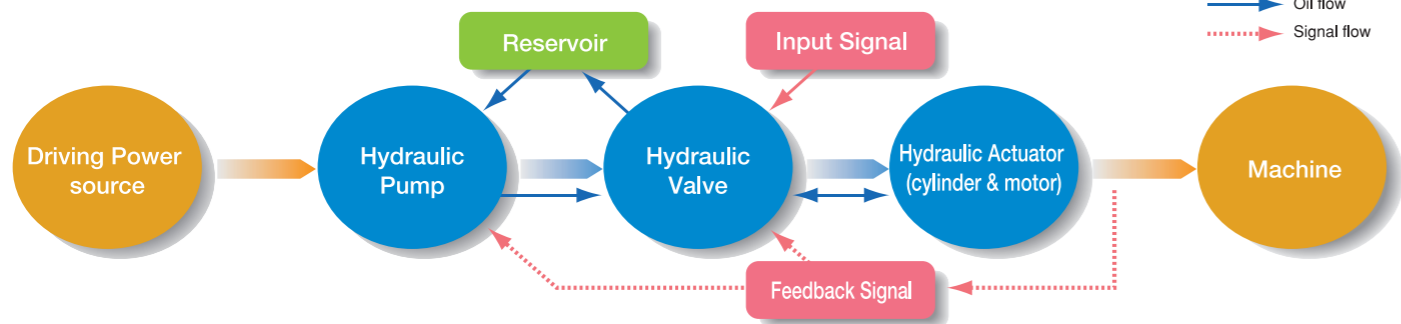 Oil flow
Signal flow
Reservoir
Input Signal
Driving Power
source
Hydraulic
Pump
Hydraulic
Valve
Hydraulic Actuator
(cylinder & motor)
Machine
Feedback Signal